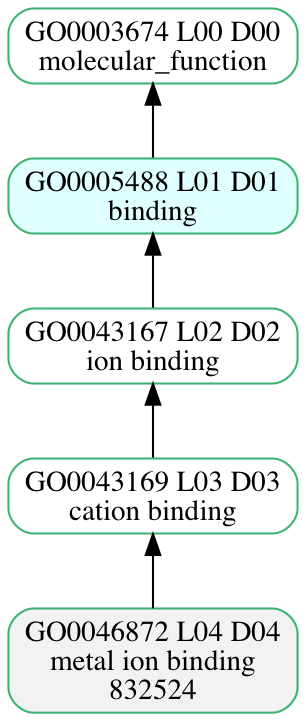 GO0003674 L00 D00
molecular_function
GO0005488 L01 D01
binding
GO0043167 L02 D02
ion binding
GO0043169 L03 D03
cation binding
GO0046872 L04 D04
metal ion binding
832524